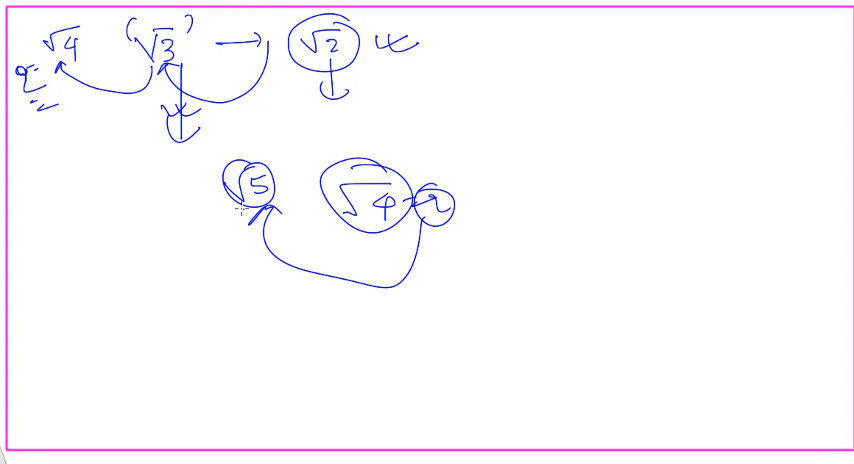 √4 (√3) → √2
2
√5 √4 → 2